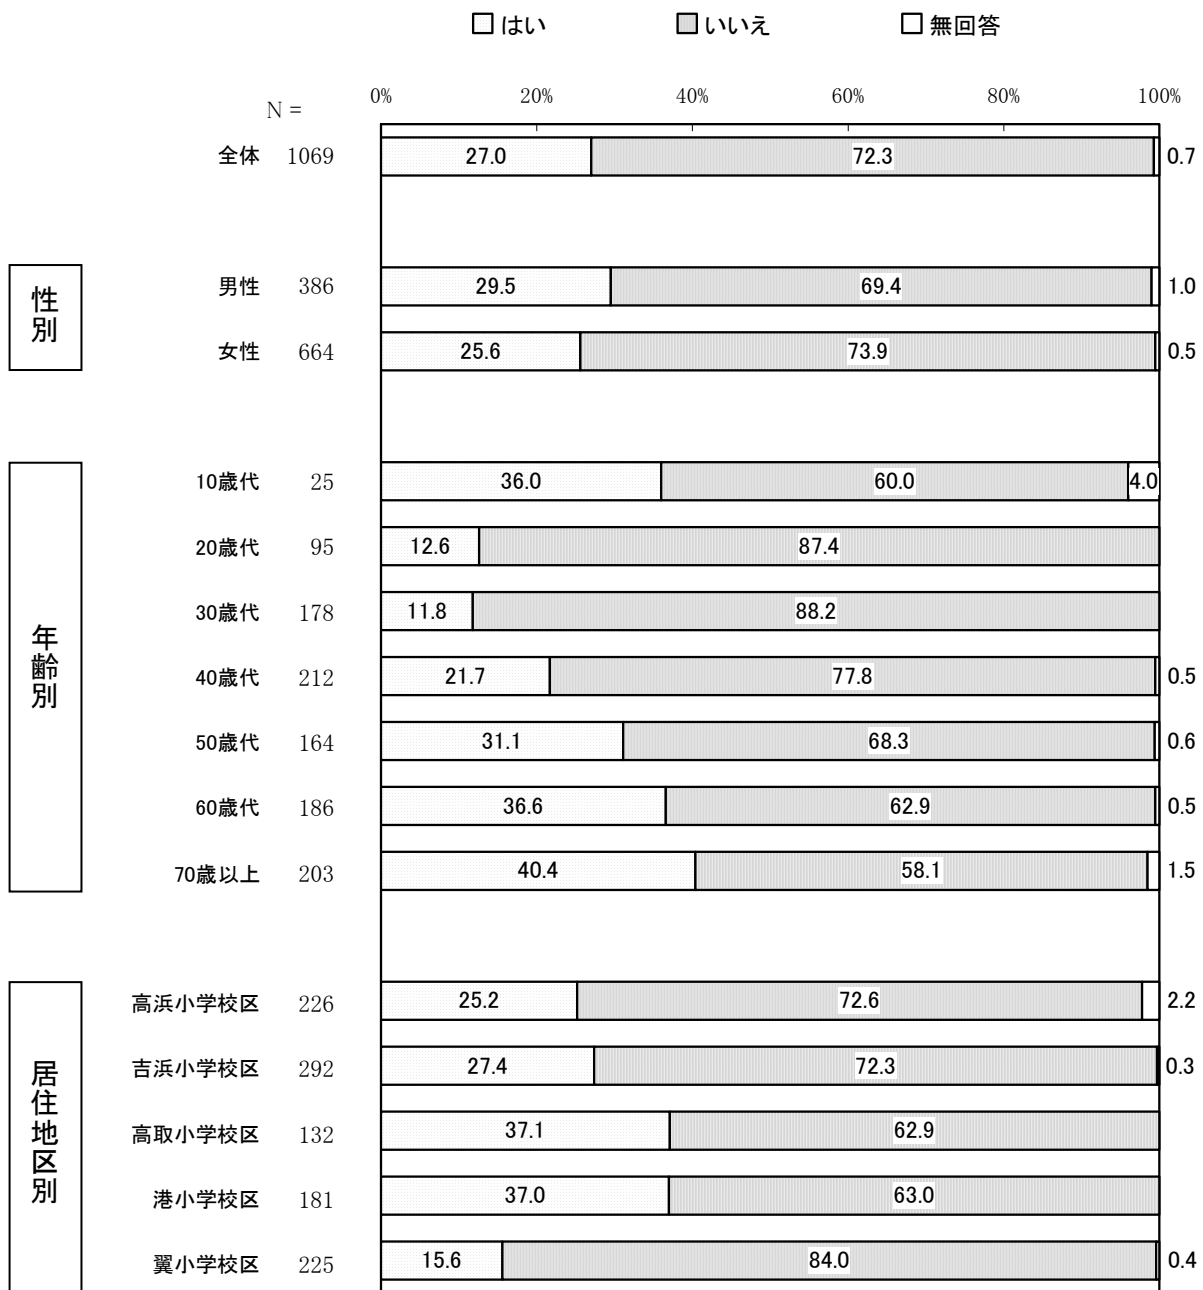 はい いいえ 無回答
N = 0% 20% 40% 60% 80% 100%
全体 1069 27.0 72.3 0.7
性別
男性 386 29.5 69.4 1.0
女性 664 25.6 73.9 0.5
年齢別
10歳代 25 36.0 60.0 4.0
20歳代 95 12.6 87.4
30歳代 178 11.8 88.2
40歳代 212 21.7 77.8 0.5
50歳代 164 31.1 68.3 0.6
60歳代 186 36.6 62.9 0.5
70歳以上 203 40.4 58.1 1.5
居住地区別
高浜小学校区 226 25.2 72.6 2.2
吉浜小学校区 292 27.4 72.3 0.3
高取小学校区 132 37.1 62.9
港小学校区 181 37.0 63.0
翼小学校区 225 15.6 84.0 0.4